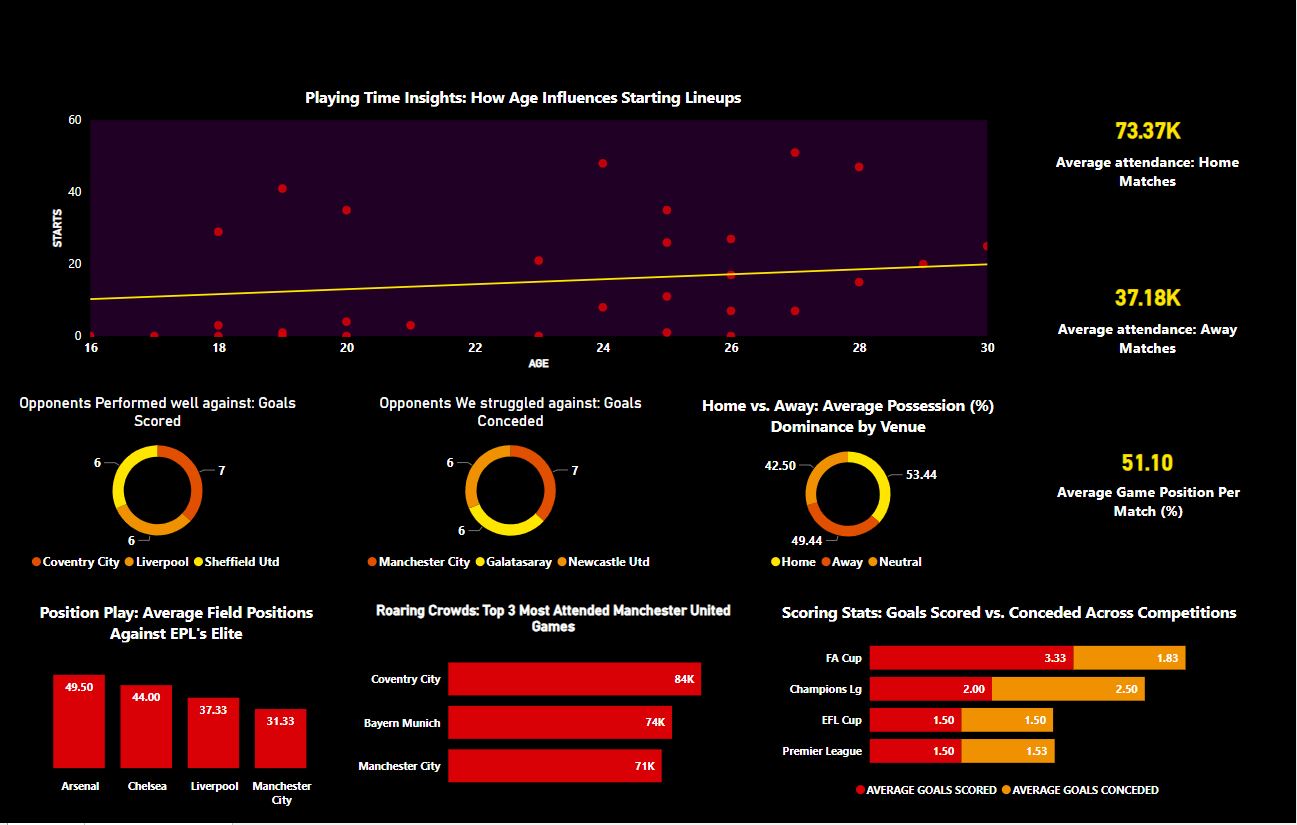 Playing Time Insights: How Age Influences Starting Lineups
60
40
20
0
STARTS
16 18 20 22 24 26 28 30
AGE
73.37K
Average attendance: Home
Matches
37.18K
Average attendance: Away
Matches
51.10
Average Game Position Per
Match (%)
Opponents Performed well against: Goals
Scored
6
7
6
Coventry City Liverpool Sheffield Utd
Opponents We struggled against: Goals
Conceded
6
7
6
Manchester City Galatasaray Newcastle Utd
Home vs. Away: Average Possession (%)
Dominance by Venue
42.50
53.44
49.44
Home Away Neutral
Position Play: Average Field Positions
Against EPL's Elite
49.50
44.00
37.33
31.33
Arsenal Chelsea Liverpool Manchester
City
Roaring Crowds: Top 3 Most Attended Manchester United
Games
Coventry City 84K
Bayern Munich 74K
Manchester City 71K
Scoring Stats: Goals Scored vs. Conceded Across Competitions
FA Cup 3.33 1.83
Champions Lg 2.00 2.50
EFL Cup 1.50 1.50
Premier League 1.50 1.53
AVERAGE GOALS SCORED AVERAGE GOALS CONCEDED